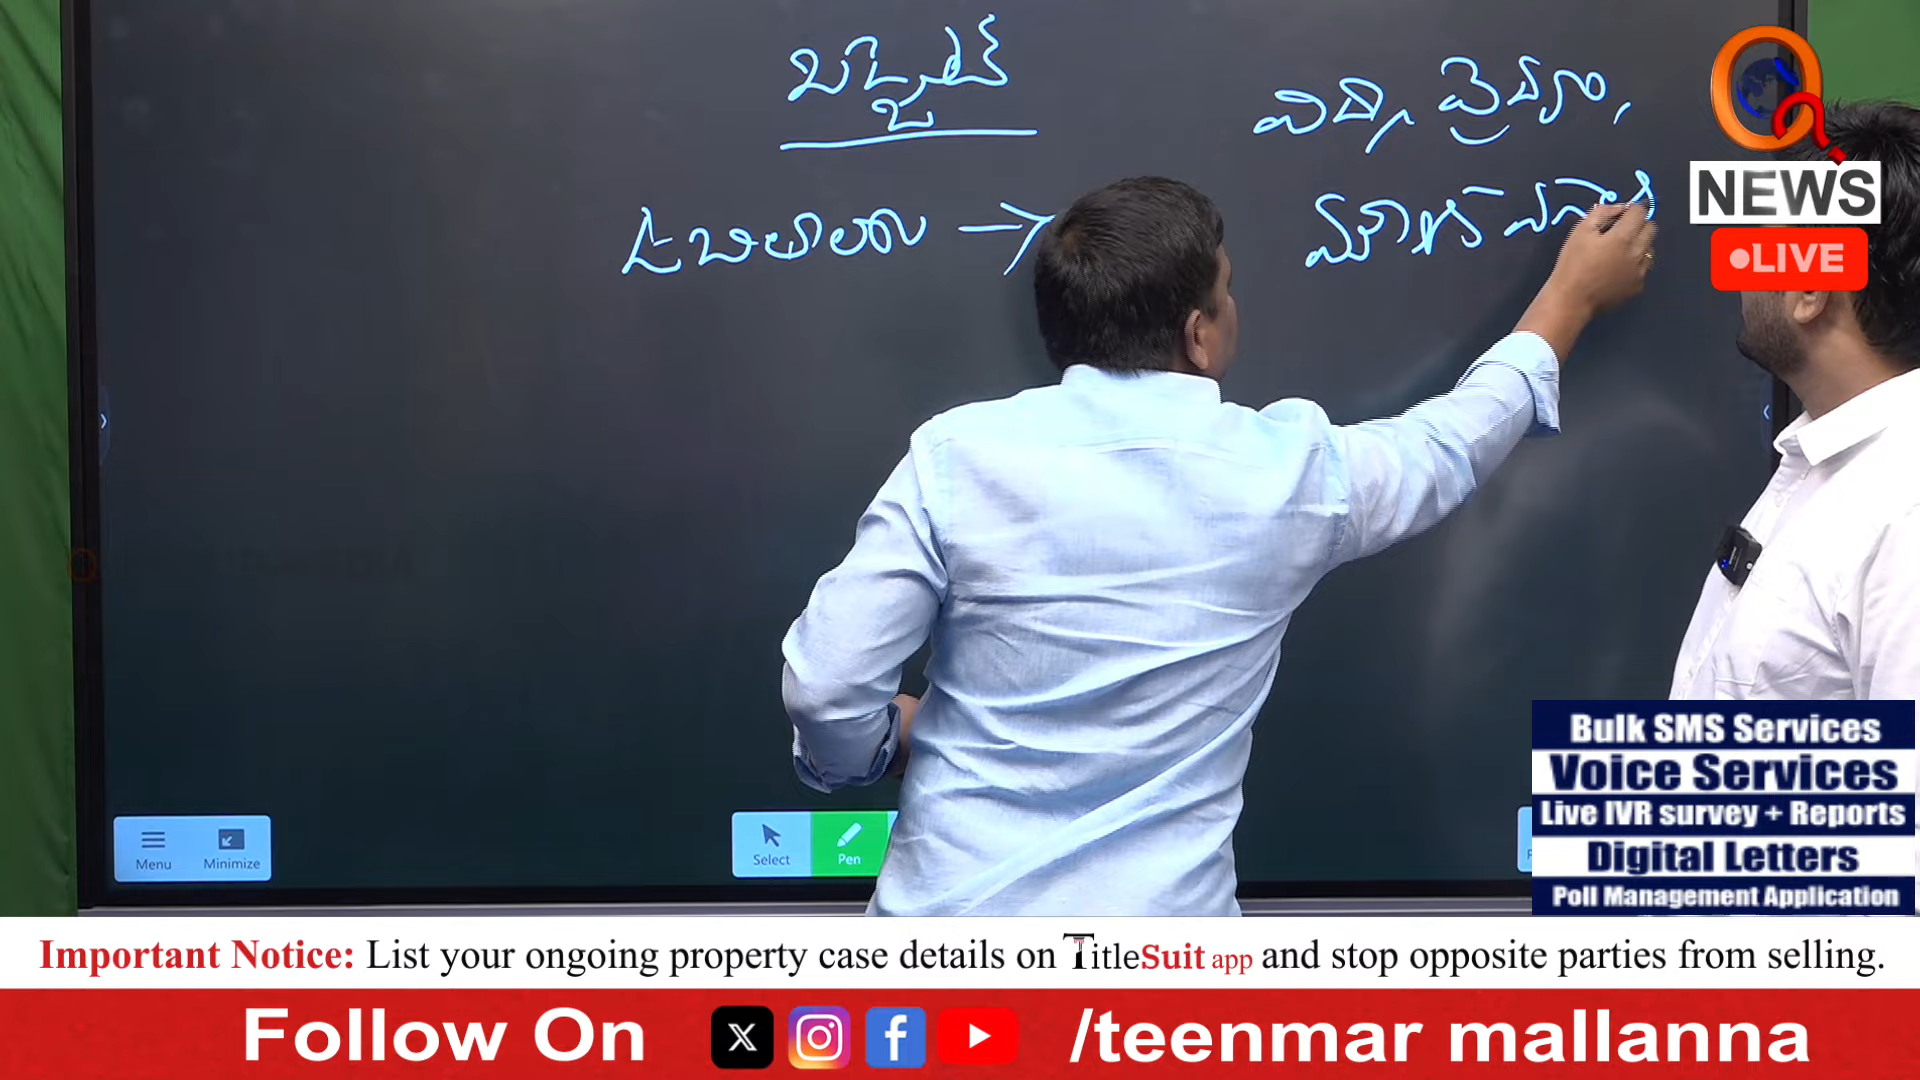 బడ్జెట్
విద్య, వైద్యం,
టేబులు →
Q
NEWS
LIVE
Menu
Minimize
Select
Pen
Bulk SMS Services
Voice Services
Live IVR survey + Reports
Digital Letters
Poll Management Application
Important Notice: List your ongoing property case details on TitleSuit app and stop opposite parties from selling.
Follow On X /teenmar mallanna